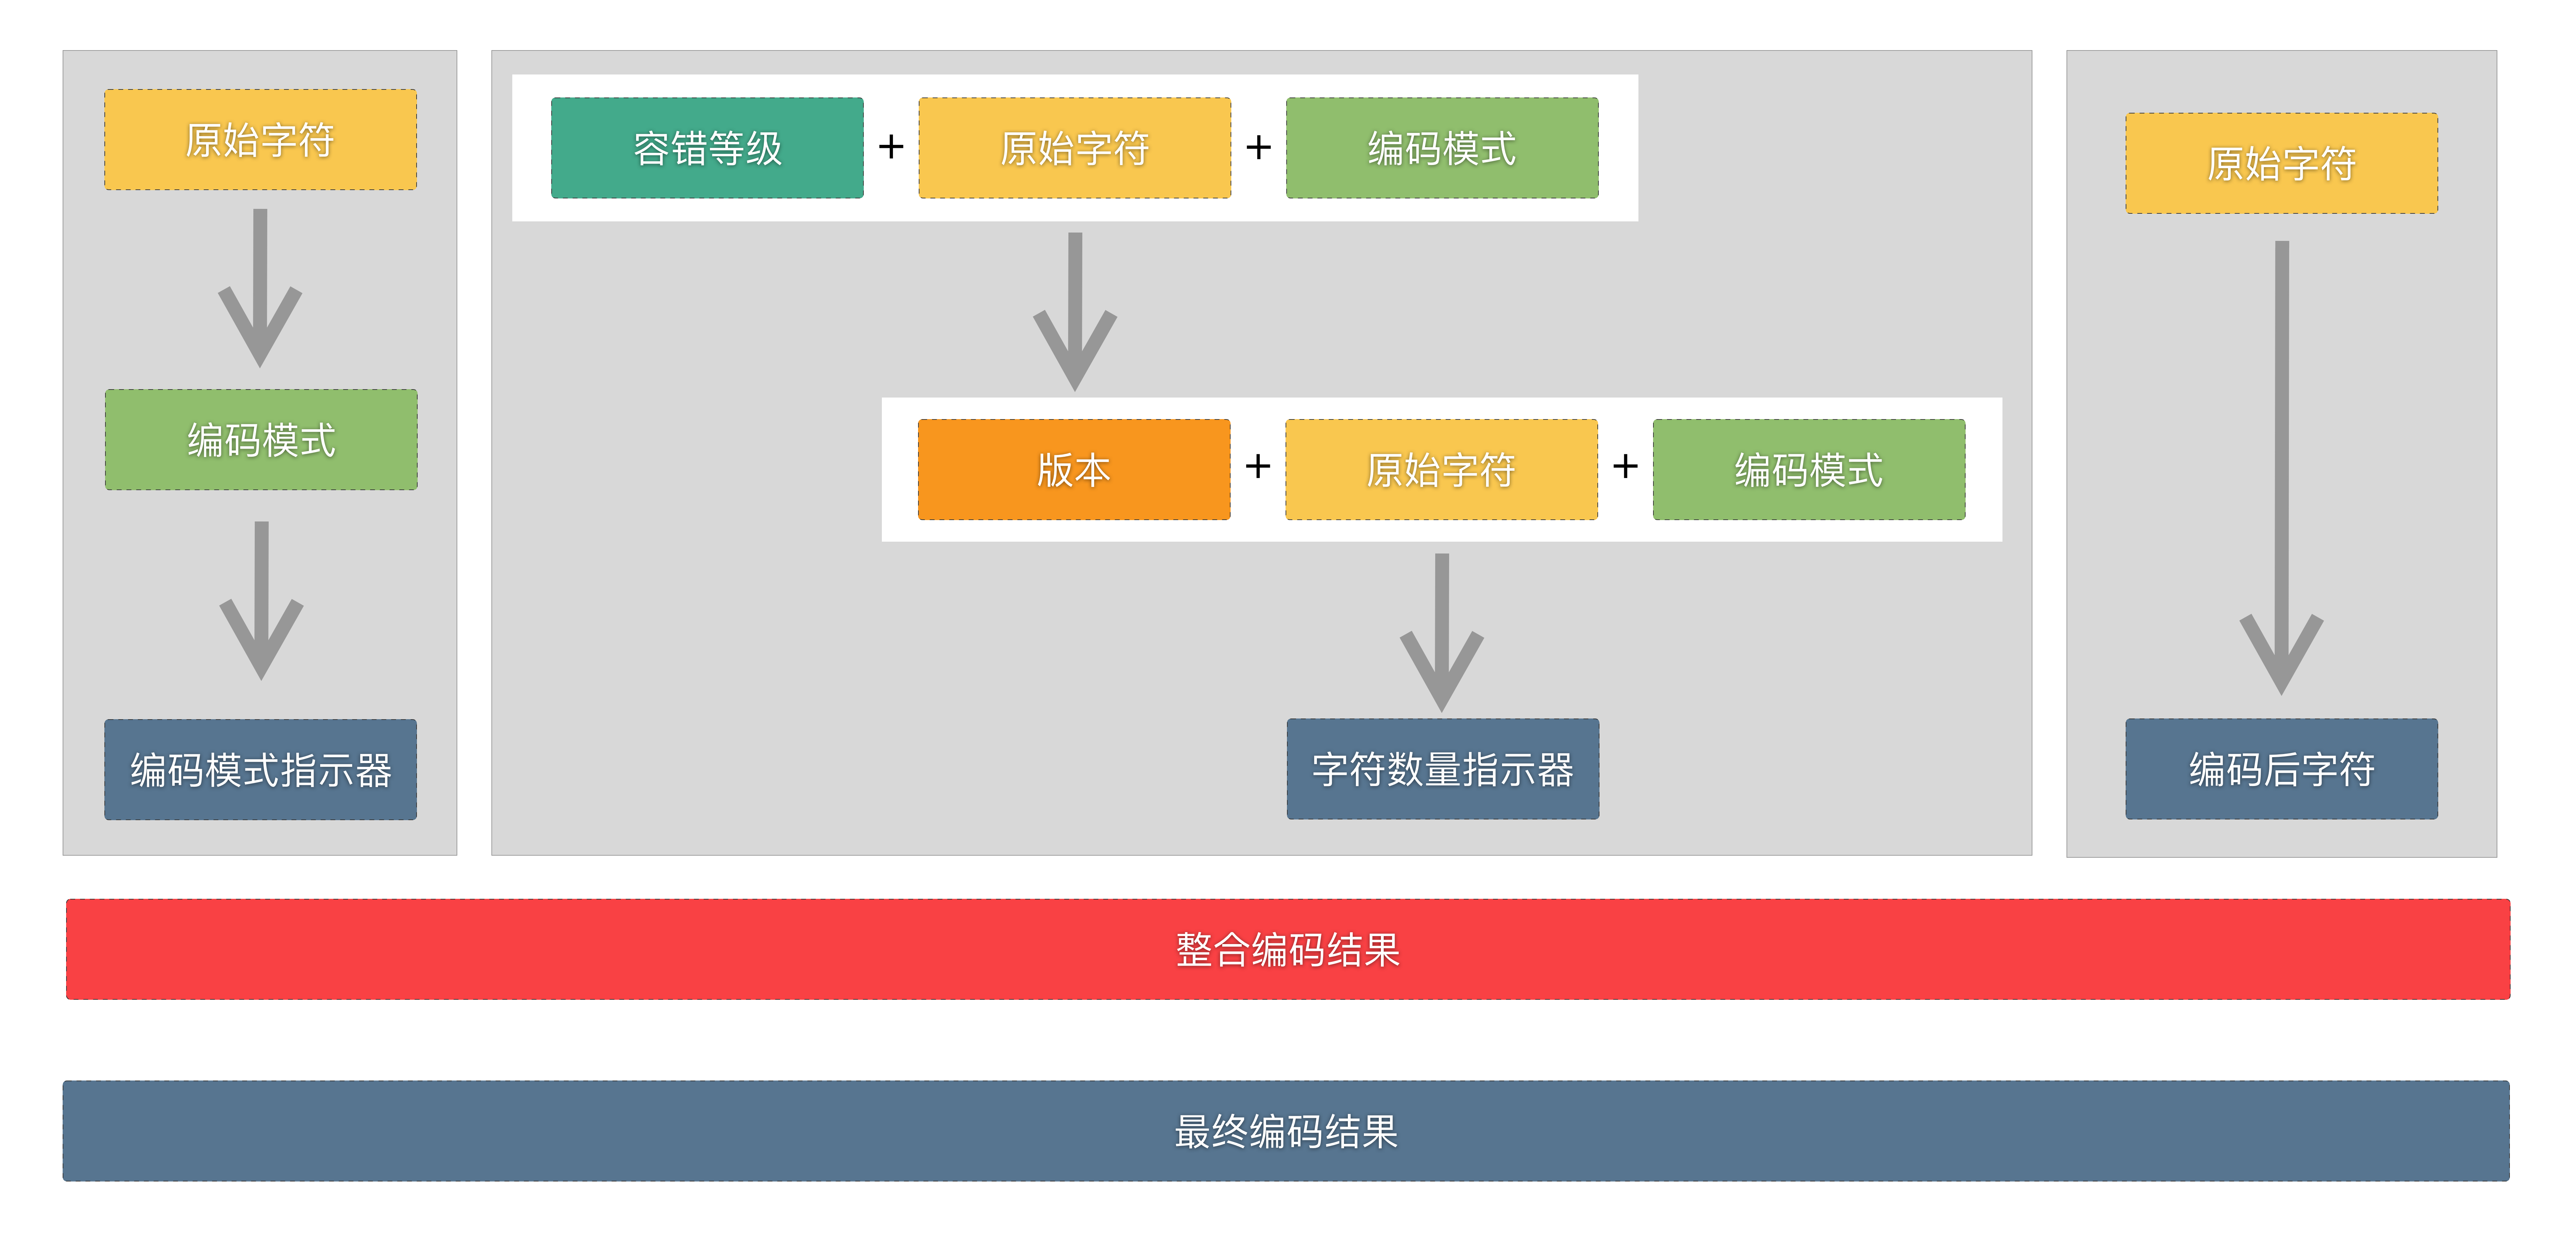 原始字符
编码模式
编码模式指示器
容错等级 + 原始字符 + 编码模式
版本 + 原始字符 + 编码模式
字符数量指示器
原始字符
编码后字符
整合编码结果
最终编码结果